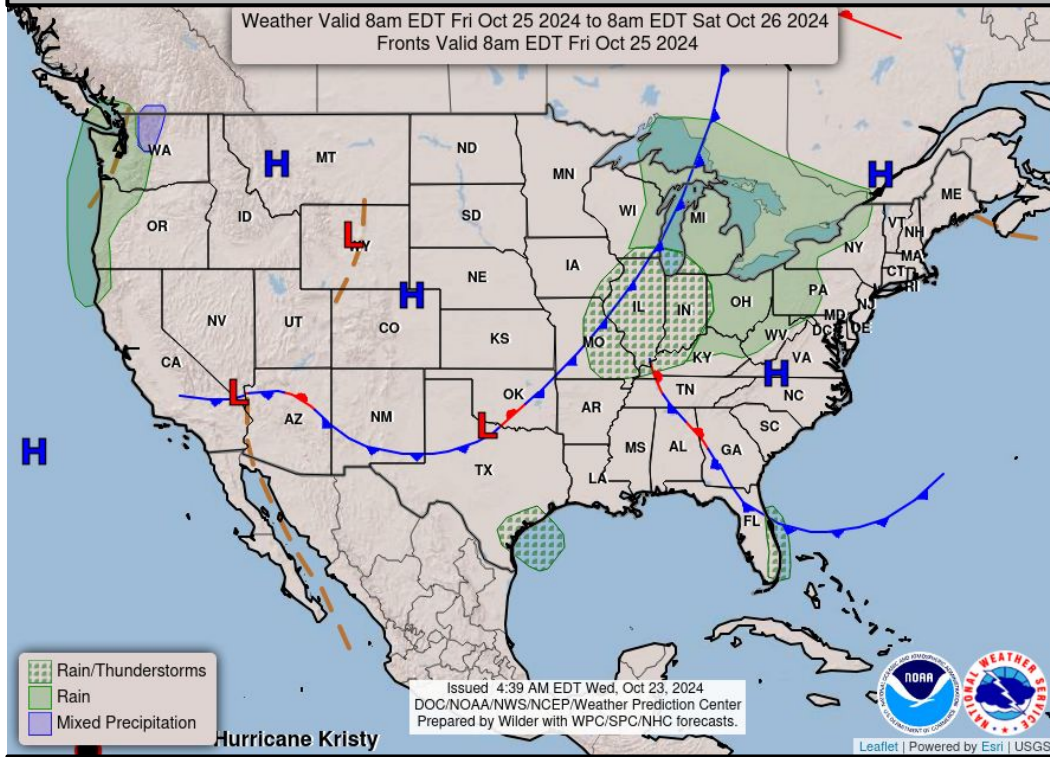 Weather Valid 8am EDT Fri Oct 25 2024 to 8am EDT Sat Oct 26 2024
Fronts Valid 8am EDT Fri Oct 25 2024
WA
MT
ND
MN
ME
H
H
OR
ID
WY
L
SD
WI
MI
VT
NH
NY
MA
CT
RI
IA
NE
H
PA
NJ
OH
IL
IN
MD
DE
DC
WV
NV
UT
CO
KS
MO
VA
KY
CA
H
L
AZ
NM
OK
L
AR
TN
NC
SC
H
TX
LA
MS
AL
GA
FL
Rain/Thunderstorms
Rain
Mixed Precipitation
Hurricane Kristy
Issued 4:39 AM EDT Wed, Oct 23, 2024
DOC/NOAA/NWS/NCEP/Weather Prediction Center
Prepared by Wilder with WPC/SPC/NHC forecasts.
NOAA
NATIONAL WEATHER SERVICE
Leaflet | Powered by Esri | USGS